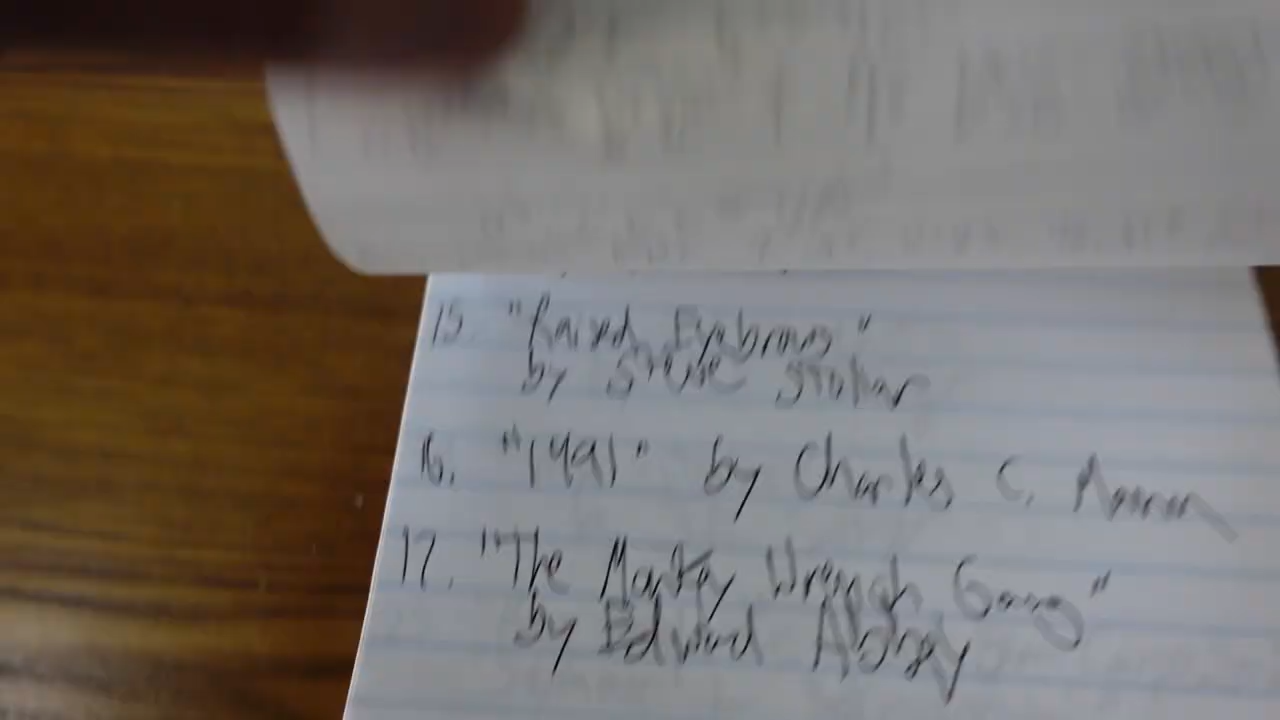 15. "Raised Eyebrows"
by Steve Stoliar
16. "1491" by Charles C. Mann
17. "The Monkey Wrench Gang"
by Edward Abbey